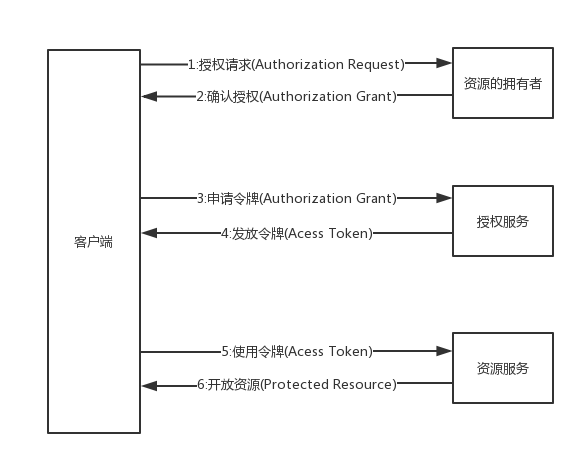 1:授权请求(Authorization Request)
资源的拥有者
2:确认授权(Authorization Grant)
3:申请令牌(Authorization Grant)
授权服务
客户端
4:发放令牌(Acess Token)
5:使用令牌(Acess Token)
资源服务
6:开放资源(Protected Resource)